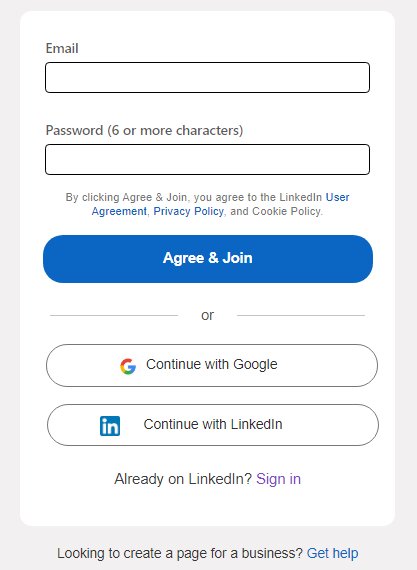 Email
Password (6 or more characters)
By clicking Agree & Join, you agree to the LinkedIn User
Agreement, Privacy Policy, and Cookie Policy.
Agree & Join
or
Continue with Google
in Continue with LinkedIn
Already on LinkedIn? Sign in
Looking to create a page for a business? Get help